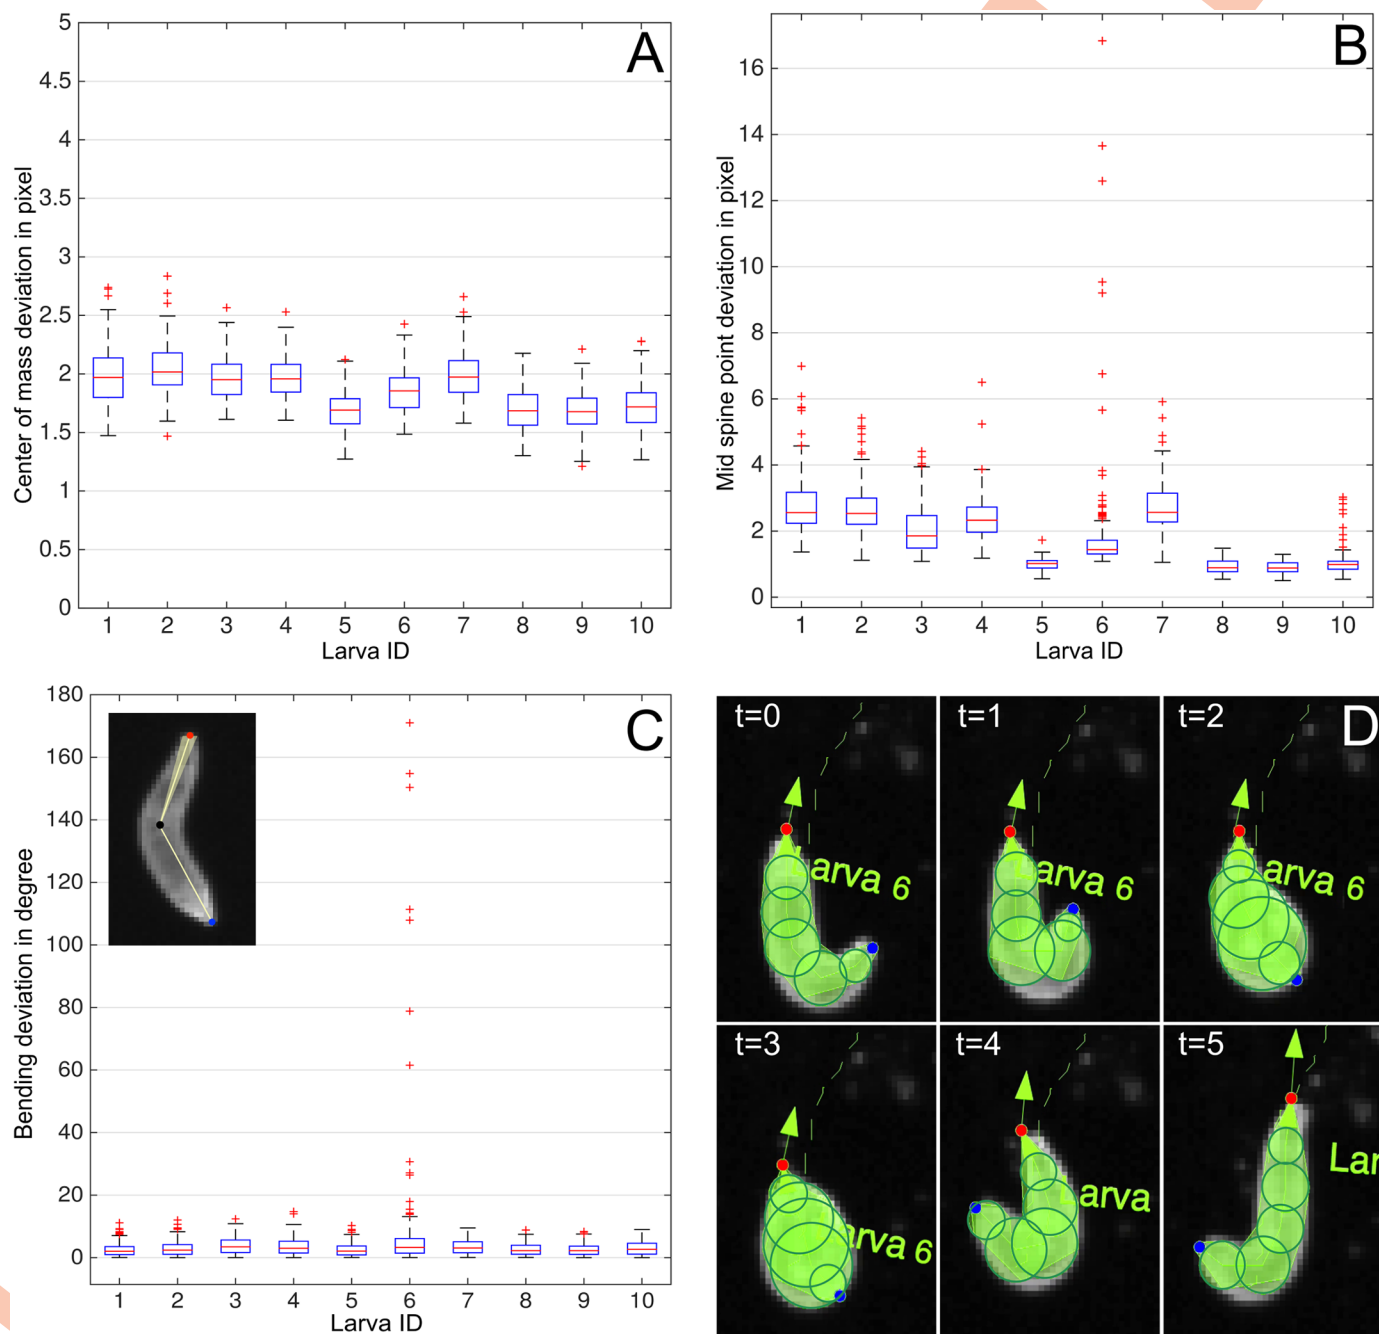 A
5
4.5
4
3.5
3
2.5
2
1.5
1
0.5
0
Center of mass deviation in pixel
1 2 3 4 5 6 7 8 9 10
Larva ID
B
16
14
12
10
8
6
4
2
0
Mid spine point deviation in pixel
1 2 3 4 5 6 7 8 9 10
Larva ID
C
180
160
140
120
100
80
60
40
20
0
Bending deviation in degree
1 2 3 4 5 6 7 8 9 10
Larva ID
t=0
t=1
t=2
D
Larva 6
Larva 6
Larva 6
t=3
t=4
t=5
arva 6
Larva
Lar